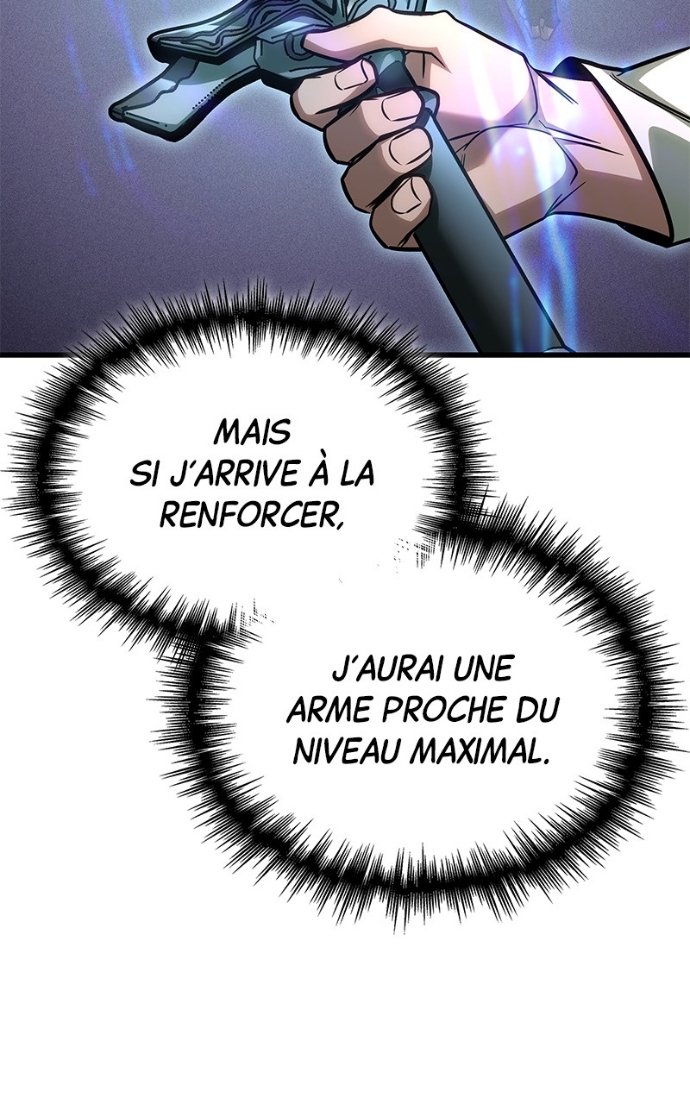 MAIS
SI J'ARRIVE À LA
RENFORCER,
J'AURAI UNE
ARME PROCHE DU
NIVEAU MAXIMAL.